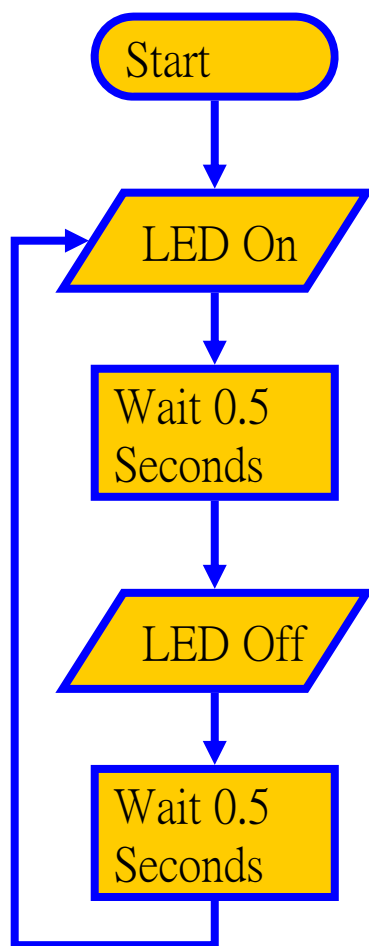 Start
LED On
Wait 0.5
Seconds
LED Off
Wait 0.5
Seconds